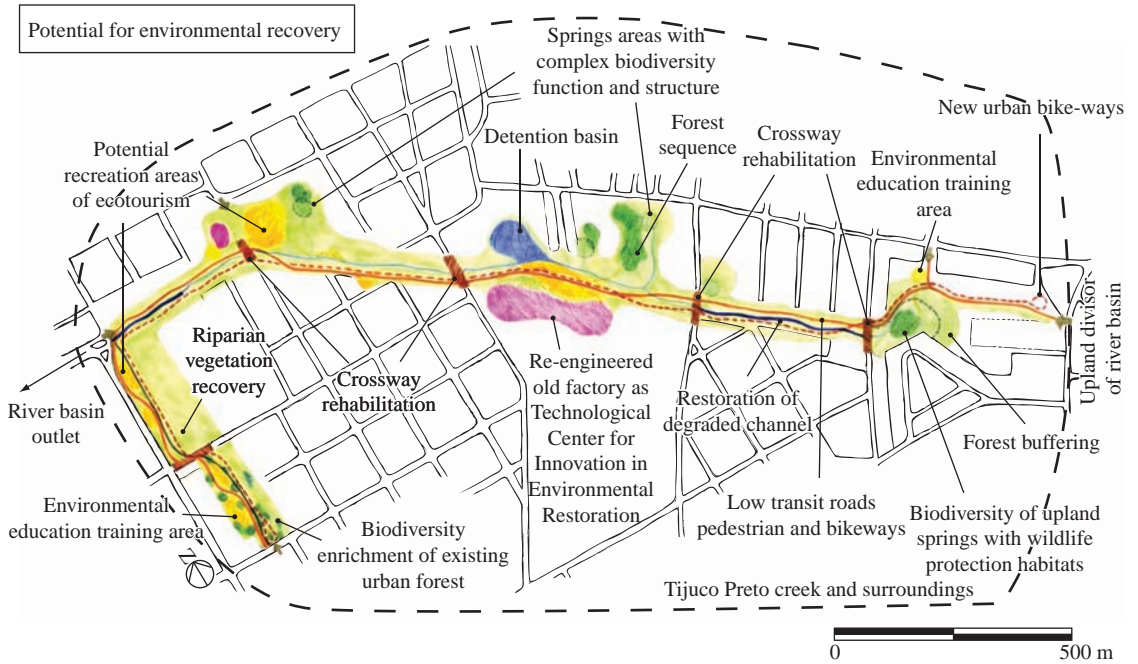 Potential for environmental recovery
Springs areas with
complex biodiversity
function and structure
New urban bike-ways
Potential
recreation areas
of ecotourism
Detention basin
Forest
sequence
Crossway
rehabilitation
Environmental
education training
area
Upland divisor
of river basin
Riparian
vegetation
recovery
Crossway
rehabilitation
Re-engineered
old factory as
Technological
Center for
Innovation in
Environmental
Restoration
Restoration of
degraded channel
River basin
outlet
Forest buffering
Environmental
education training area
Biodiversity
enrichment of existing
urban forest
Low transit roads
pedestrian and bikeways
Biodiversity of upland
springs with wildlife
protection habitats
N
Tijuco Preto creek and surroundings
0
500 m